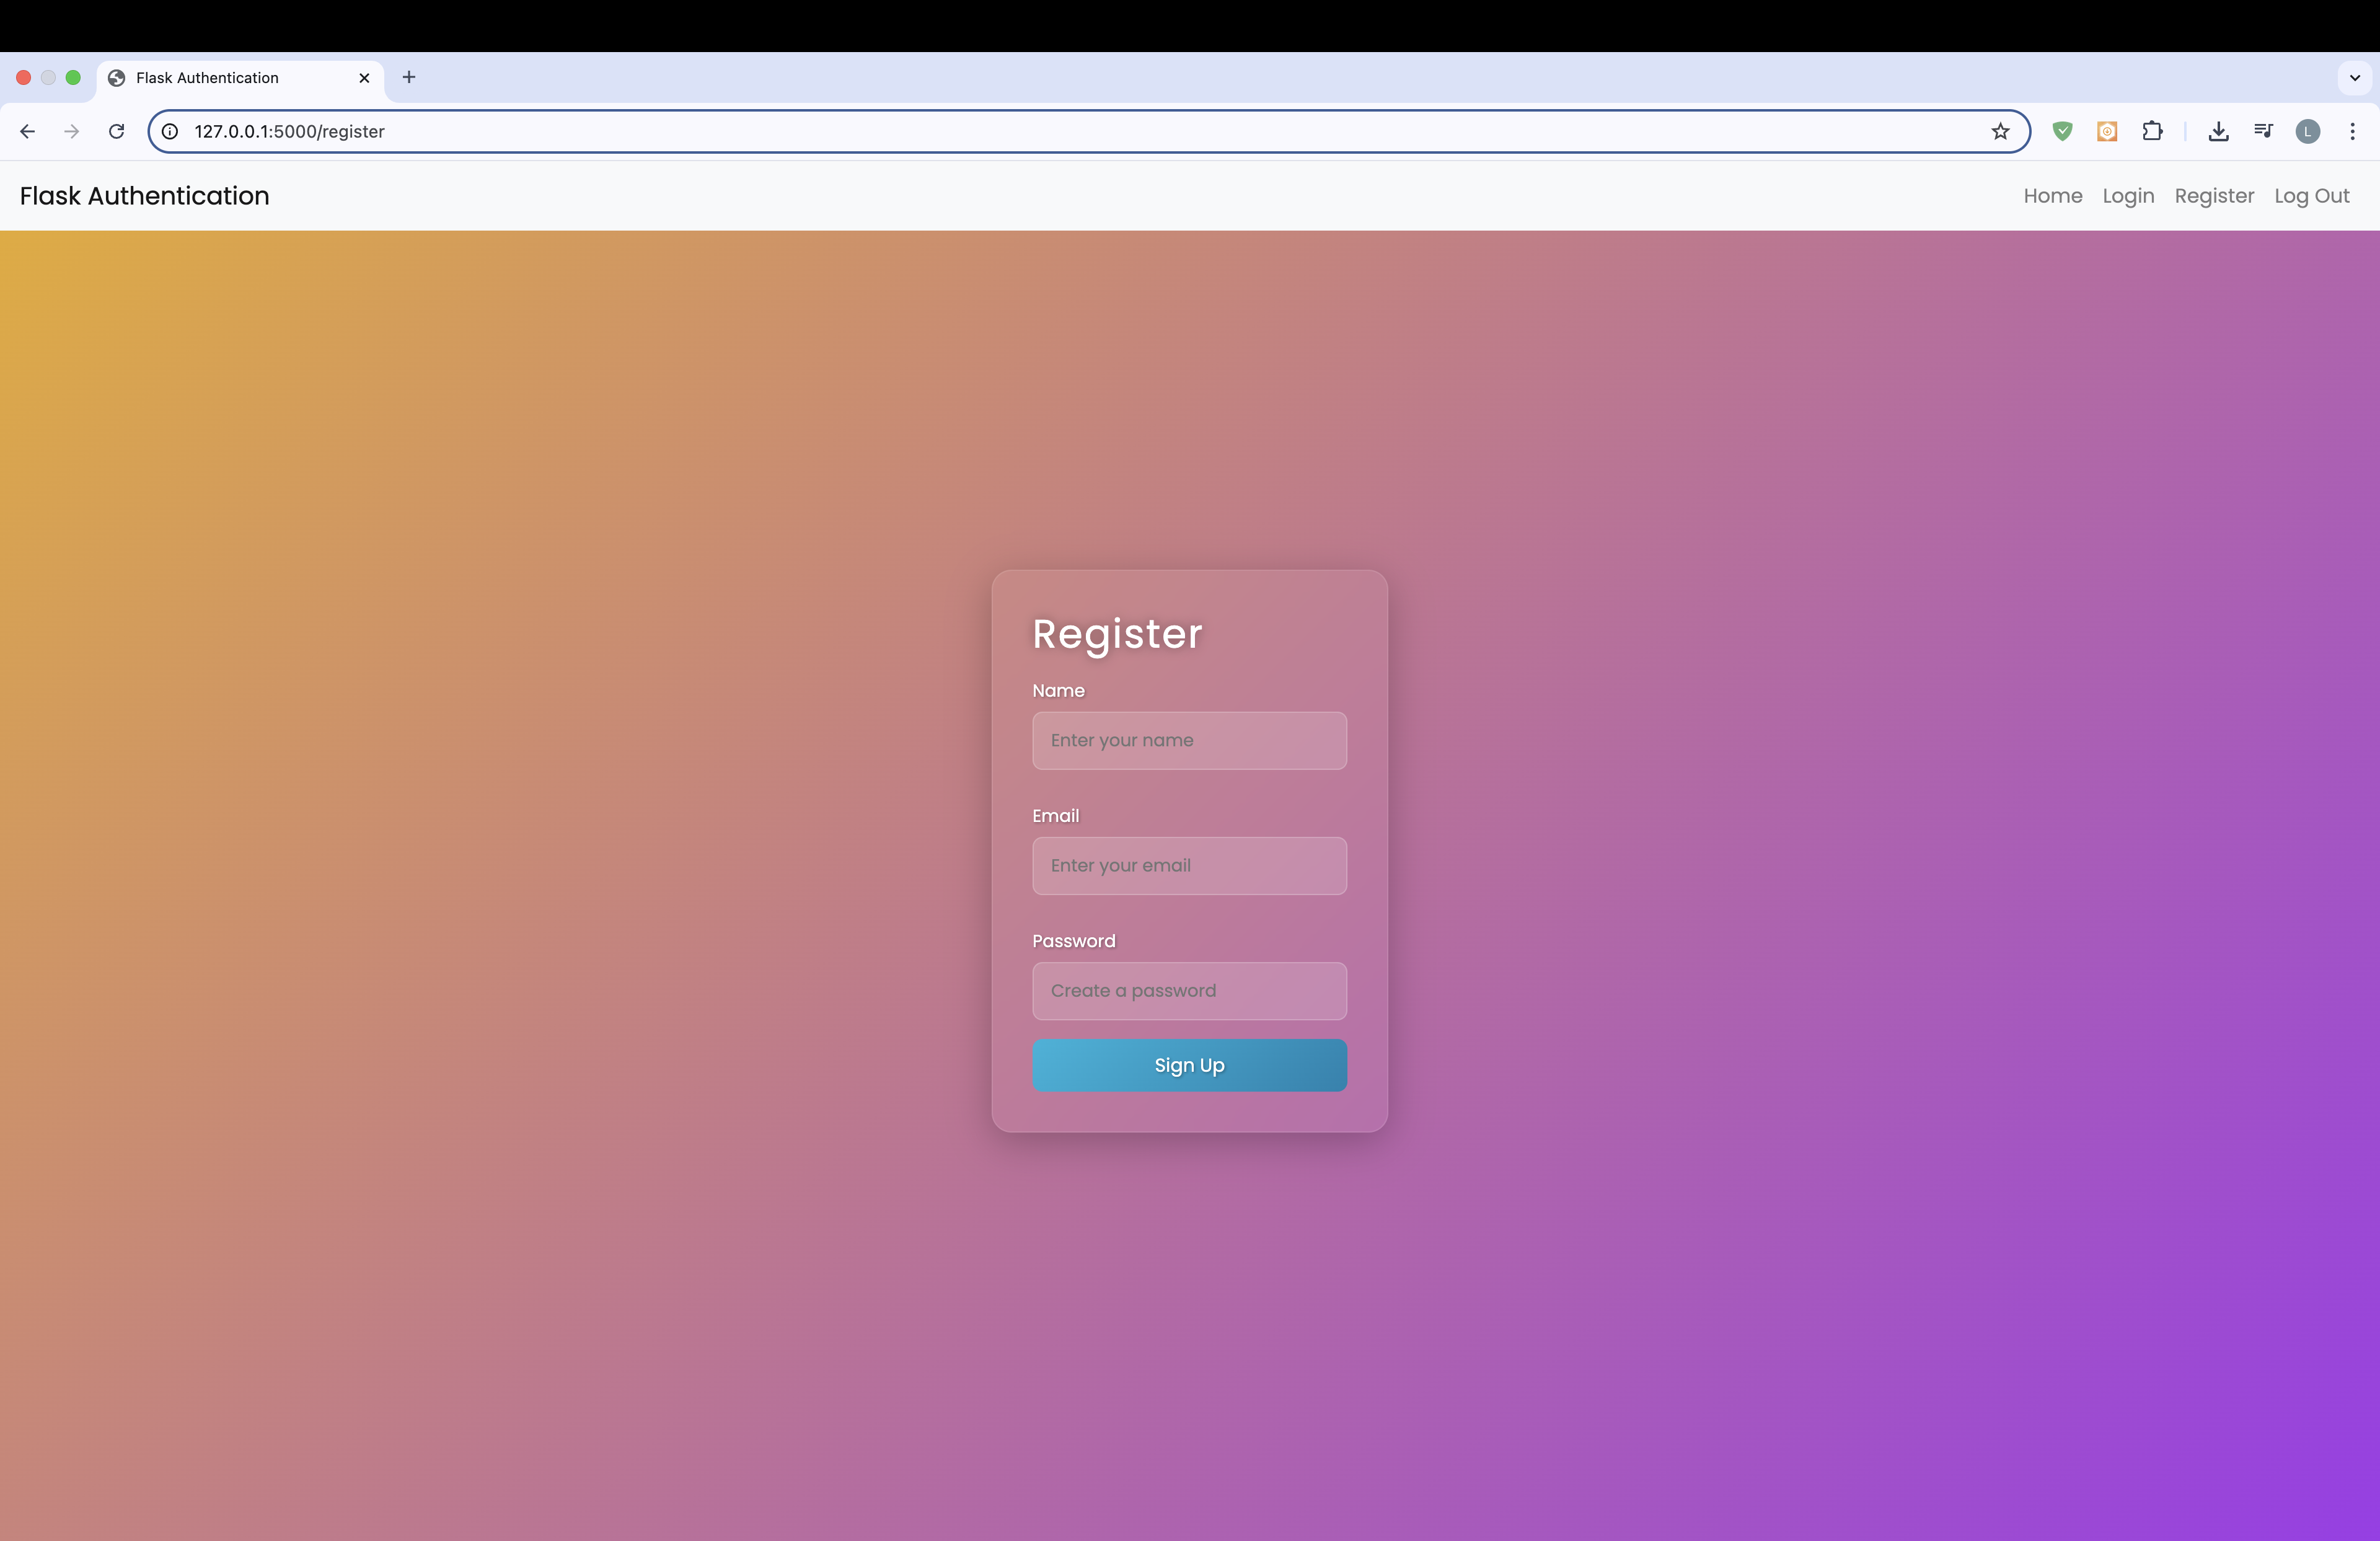 Flask Authentication
127.0.0.1:5000/register
L
Flask Authentication
Home Login Register Log Out
Register
Name
Enter your name
Email
Enter your email
Password
Create a password
Sign Up